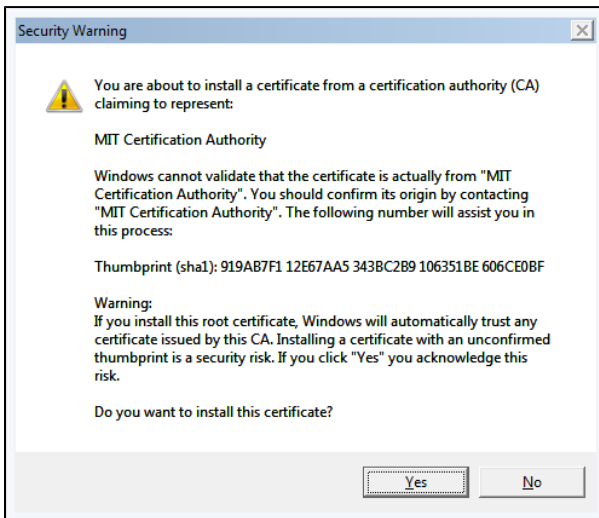 Security Warning
You are about to install a certificate from a certification authority (CA)
claiming to represent:
MIT Certification Authority
Windows cannot validate that the certificate is actually from "MIT
Certification Authority". You should confirm its origin by contacting
"MIT Certification Authority". The following number will assist you in
this process:
Thumbprint (sha1): 919AB7F1 12E67AA5 343BC2B9 106351BE 606CE0BF
Warning:
If you install this root certificate, Windows will automatically trust any
certificate issued by this CA. Installing a certificate with an unconfirmed
thumbprint is a security risk. If you click "Yes" you acknowledge this
risk.
Do you want to install this certificate?
Yes No